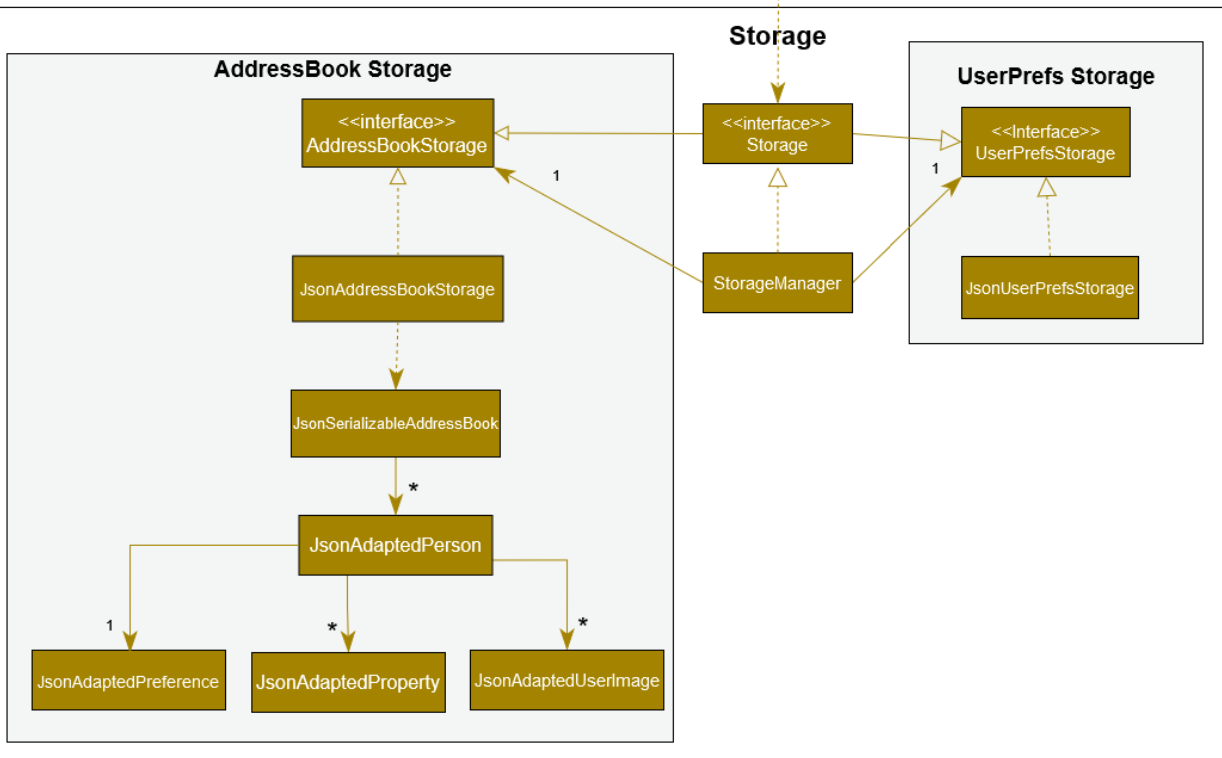 Storage
AddressBook Storage
UserPrefs Storage
<<interface>>
AddressBookStorage
<<interface>>
Storage
<<Interface>>
UserPrefsStorage
1
1
JsonAddressBookStorage
StorageManager
JsonUserPrefsStorage
JsonSerializableAddressBook
*
JsonAdaptedPerson
1
*
*
JsonAdaptedPreference
JsonAdaptedProperty
JsonAdaptedUserImage